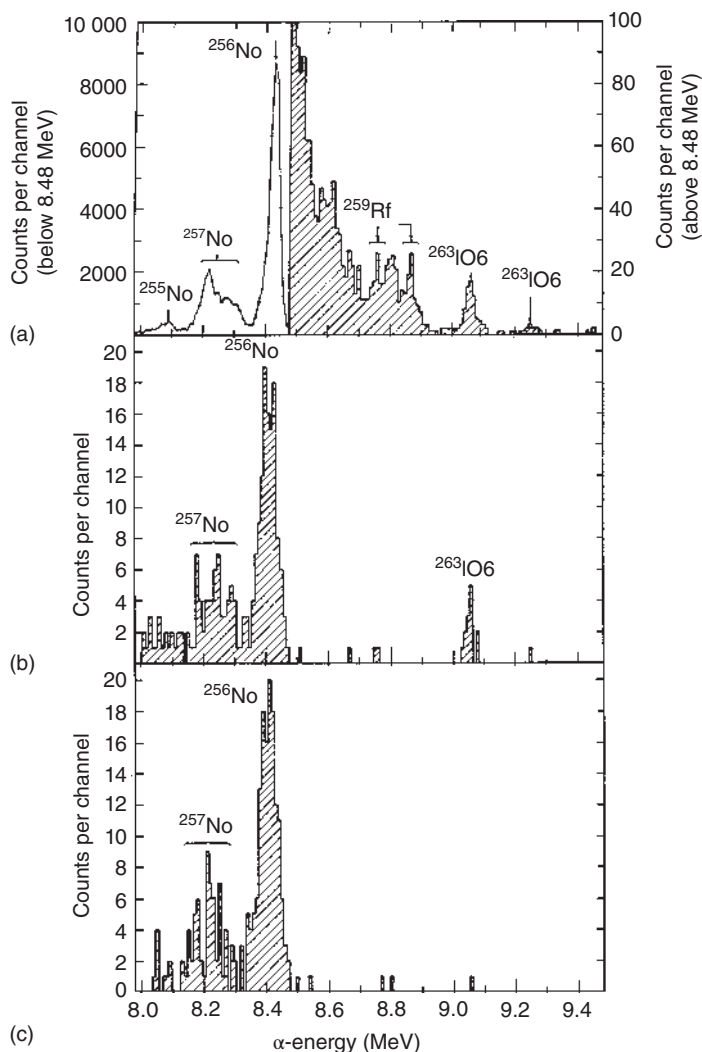 10 000
8000
6000
4000
2000
Counts per channel
(below 8.48 MeV)
100
80
60
40
20
0
Counts per channel
(above 8.48 MeV)
²⁵⁶No
²⁵⁷No
²⁵⁵No
²⁵⁹Rf
²⁶³IO6
²⁶³IO6
(a)
20
18
16
14
12
10
8
6
4
2
Counts per channel
²⁵⁶No
²⁵⁷No
²⁶³IO6
(b)
20
18
16
14
12
10
8
6
4
2
0
Counts per channel
²⁵⁶No
²⁵⁷No
8.0 8.2 8.4 8.6 8.8 9.0 9.2 9.4
α-energy (MeV)
(c)